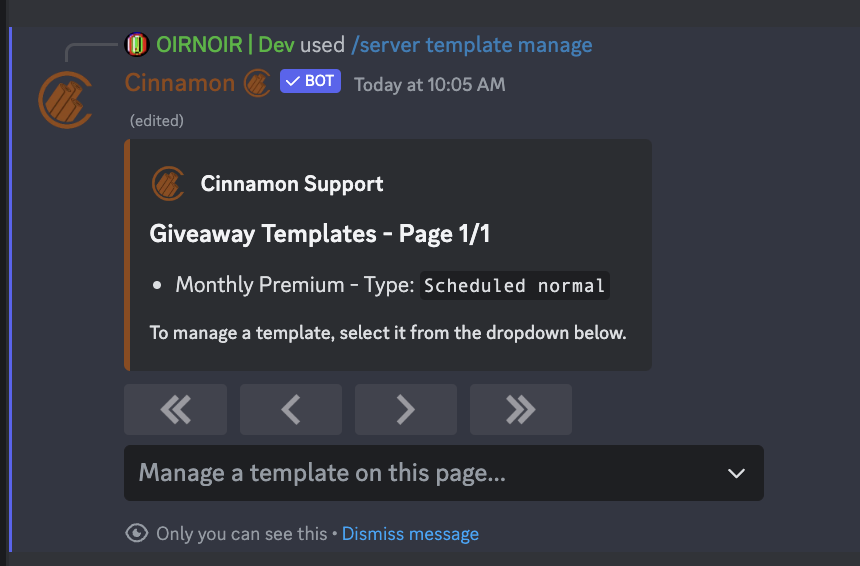 OIRNOIR | Dev used /server template manage
Cinnamon BOT Today at 10:05 AM
(edited)
Cinnamon Support
Giveaway Templates - Page 1/1
• Monthly Premium - Type: Scheduled normal
To manage a template, select it from the dropdown below.
Manage a template on this page...
Only you can see this • Dismiss message